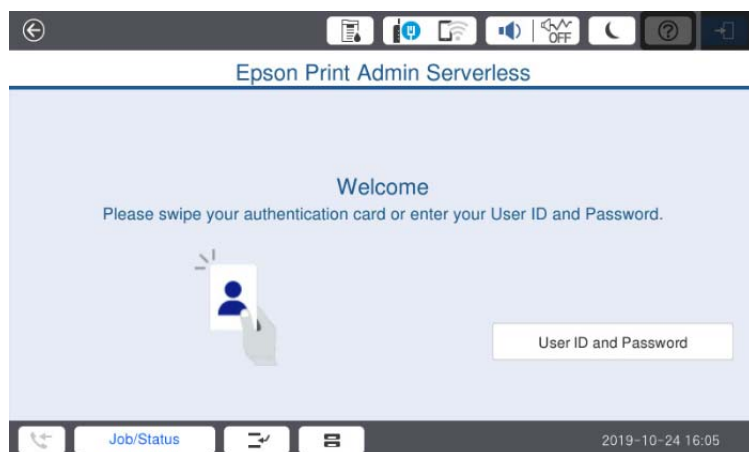 OFF
Epson Print Admin Serverless
Welcome
Please swipe your authentication card or enter your User ID and Password.
User ID and Password
Job/Status
2019-10-24 16:05